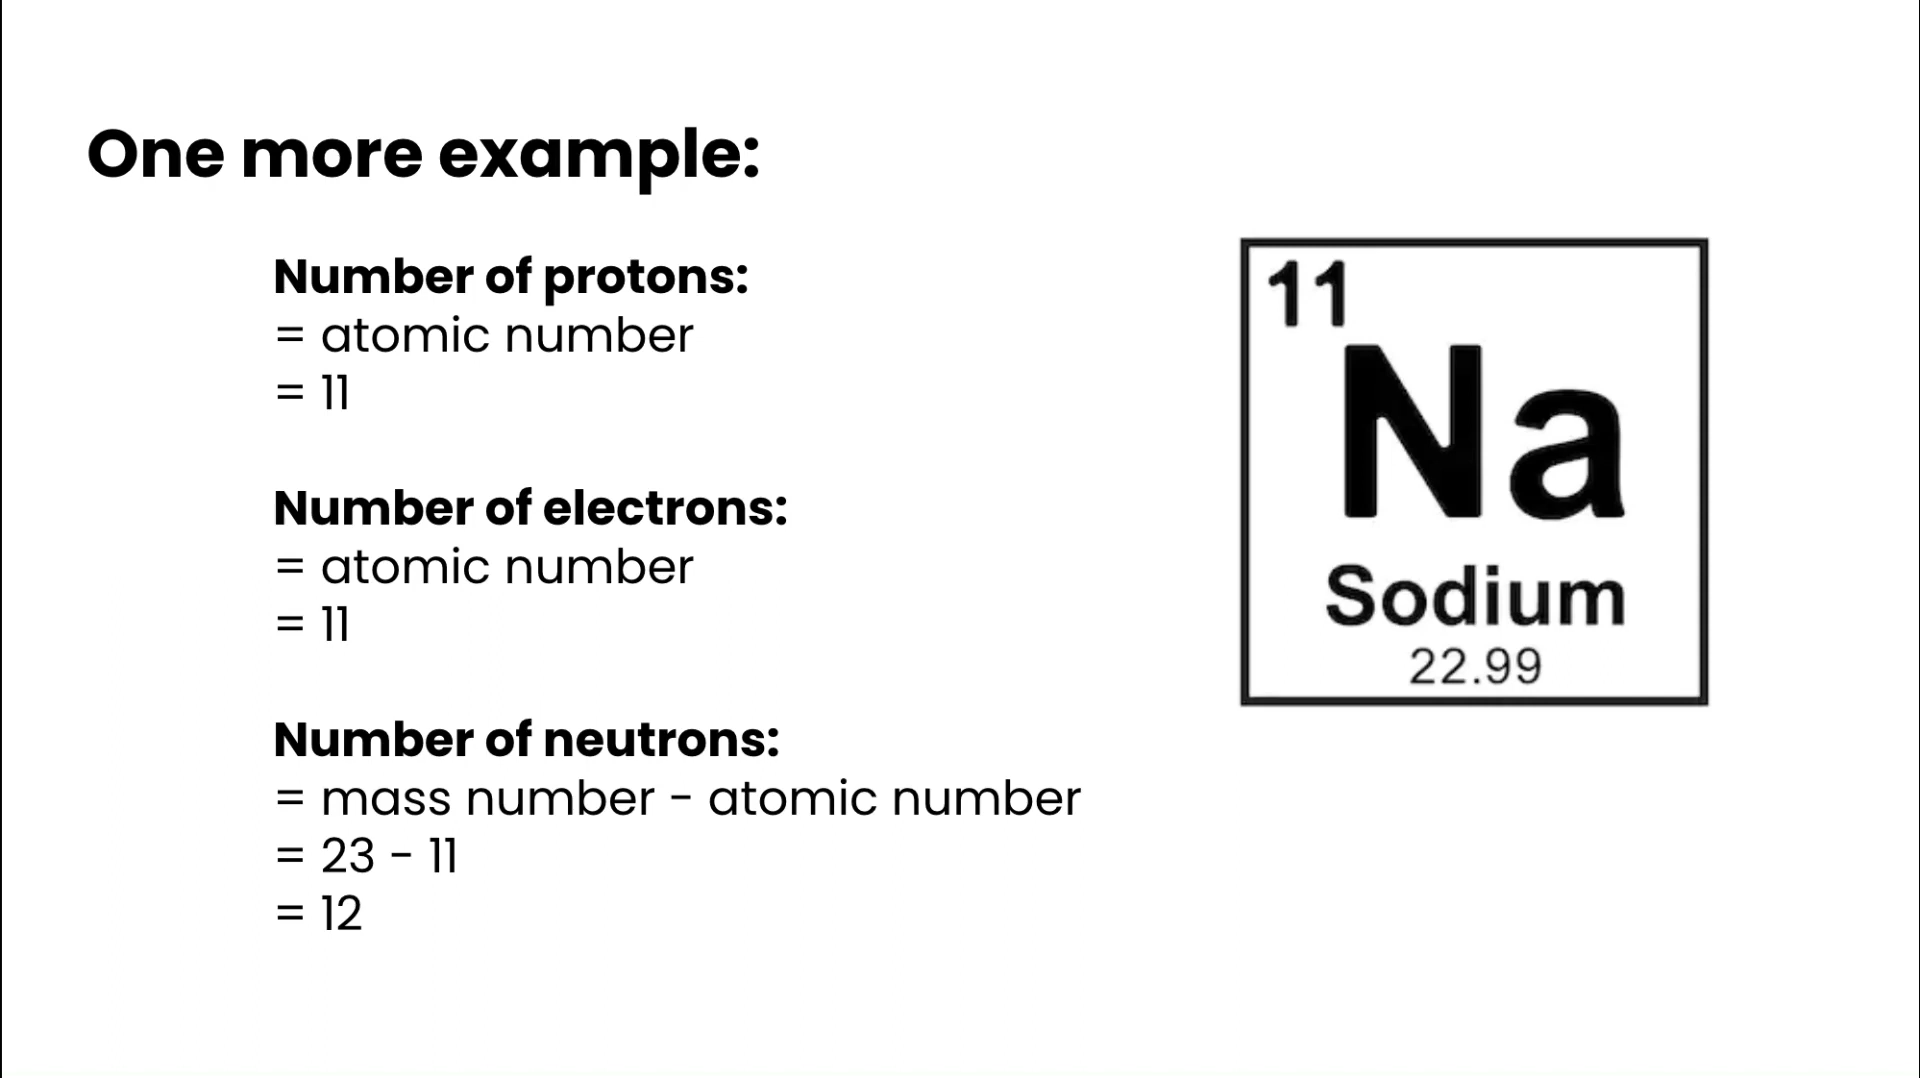 One more example:
Number of protons:
= atomic number
= 11
Number of electrons:
= atomic number
= 11
Number of neutrons:
= mass number - atomic number
= 23 - 11
= 12
11
Na
Sodium
22.99